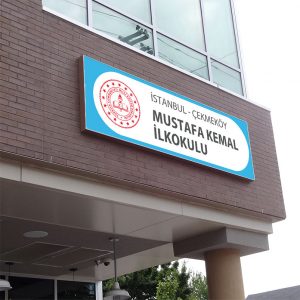 İSTANBUL - ÇEKMEKÖY
MUSTAFA KEMAL
İLKOKULU